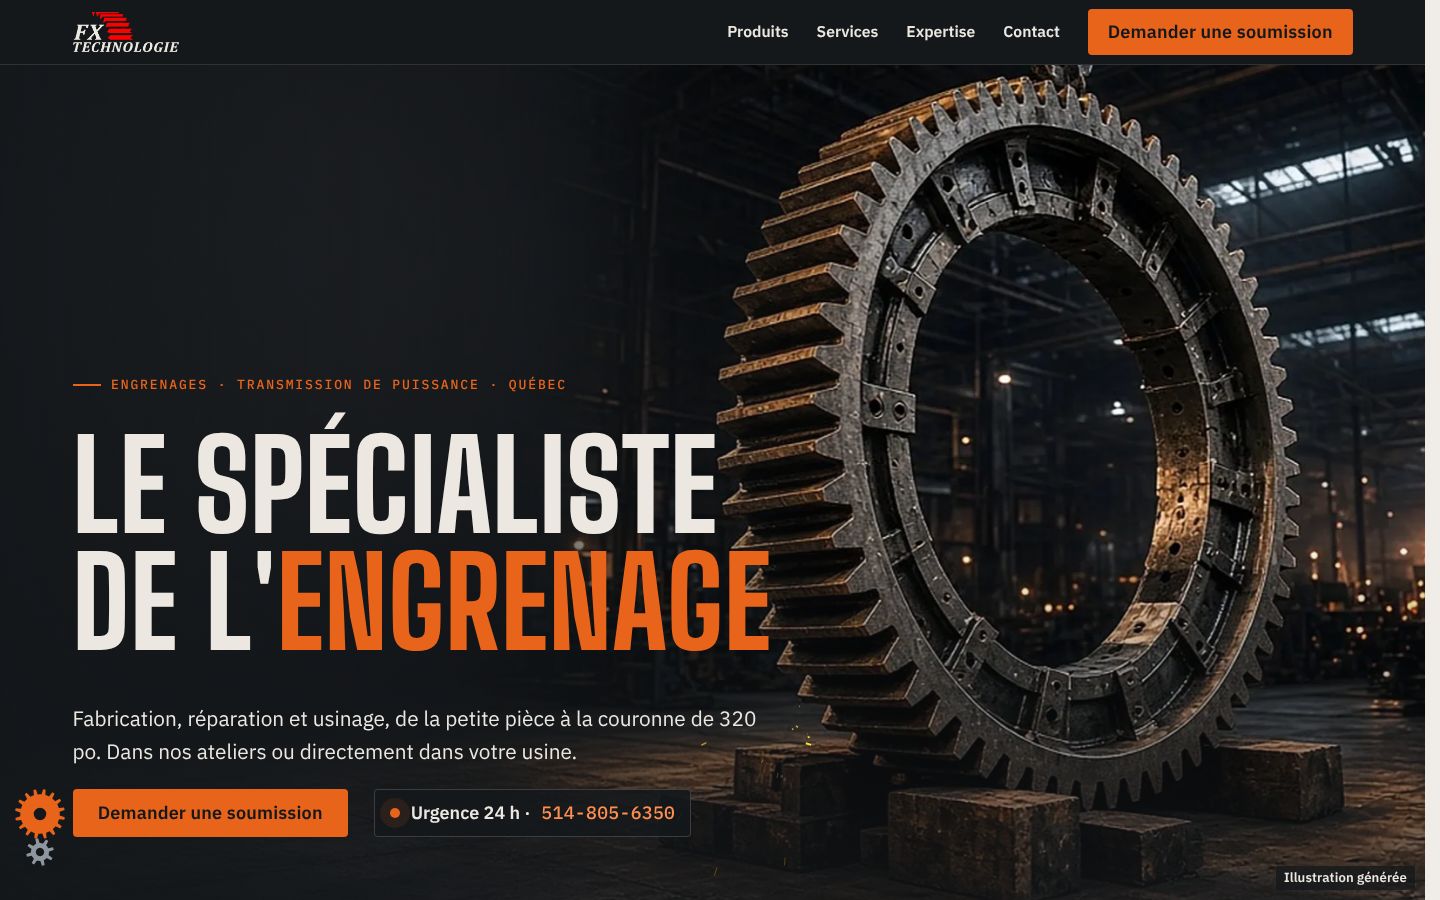 FX
TECHNOLOGIE
Produits
Services
Expertise
Contact
Demander une soumission
ENGRENAGES · TRANSMISSION DE PUISSANCE · QUÉBEC
LE SPÉCIALISTE
DE L'ENGRENAGE
Fabrication, réparation et usinage, de la petite pièce à la couronne de 320
po. Dans nos ateliers ou directement dans votre usine.
Demander une soumission
Urgence 24 h · 514-805-6350
Illustration générée